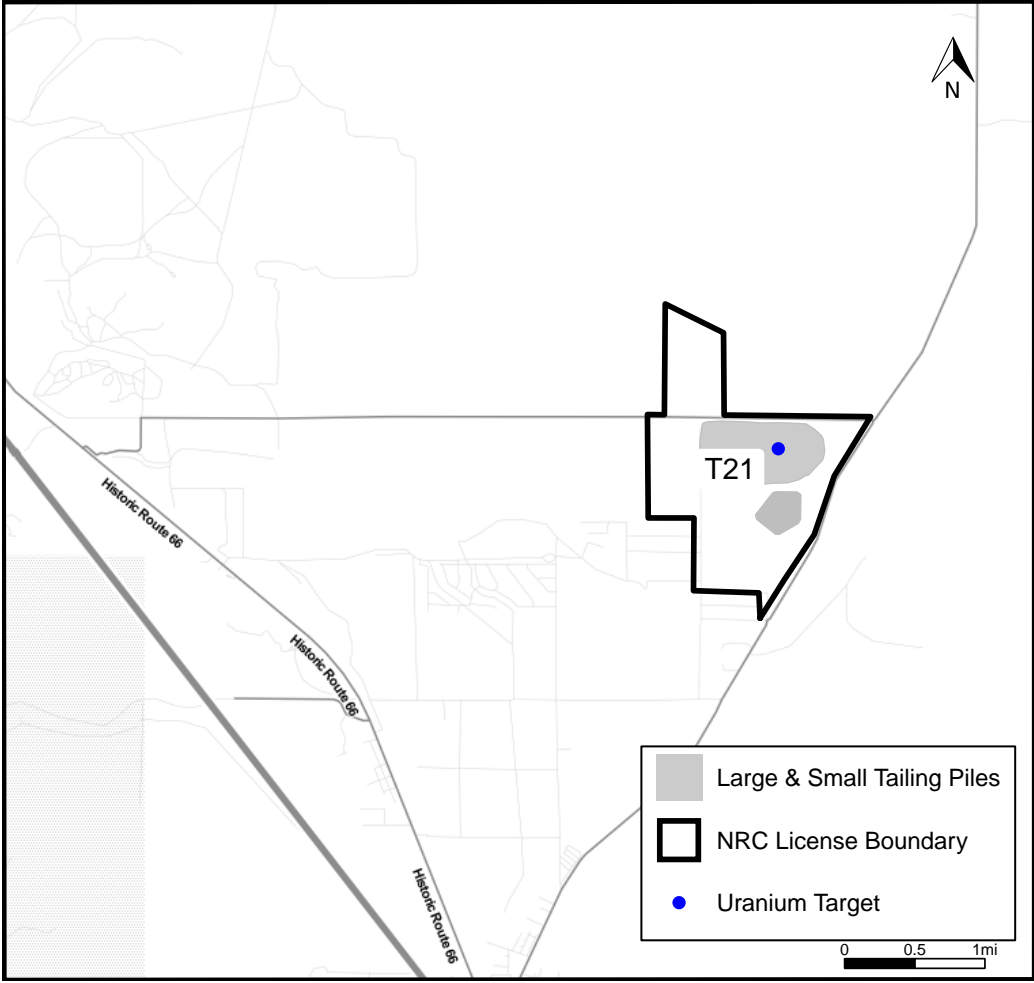 N
T21
Historic Route 66
Historic Route 66
Historic Route 66
Large & Small Tailing Piles
NRC License Boundary
Uranium Target
0 0.5 1mi